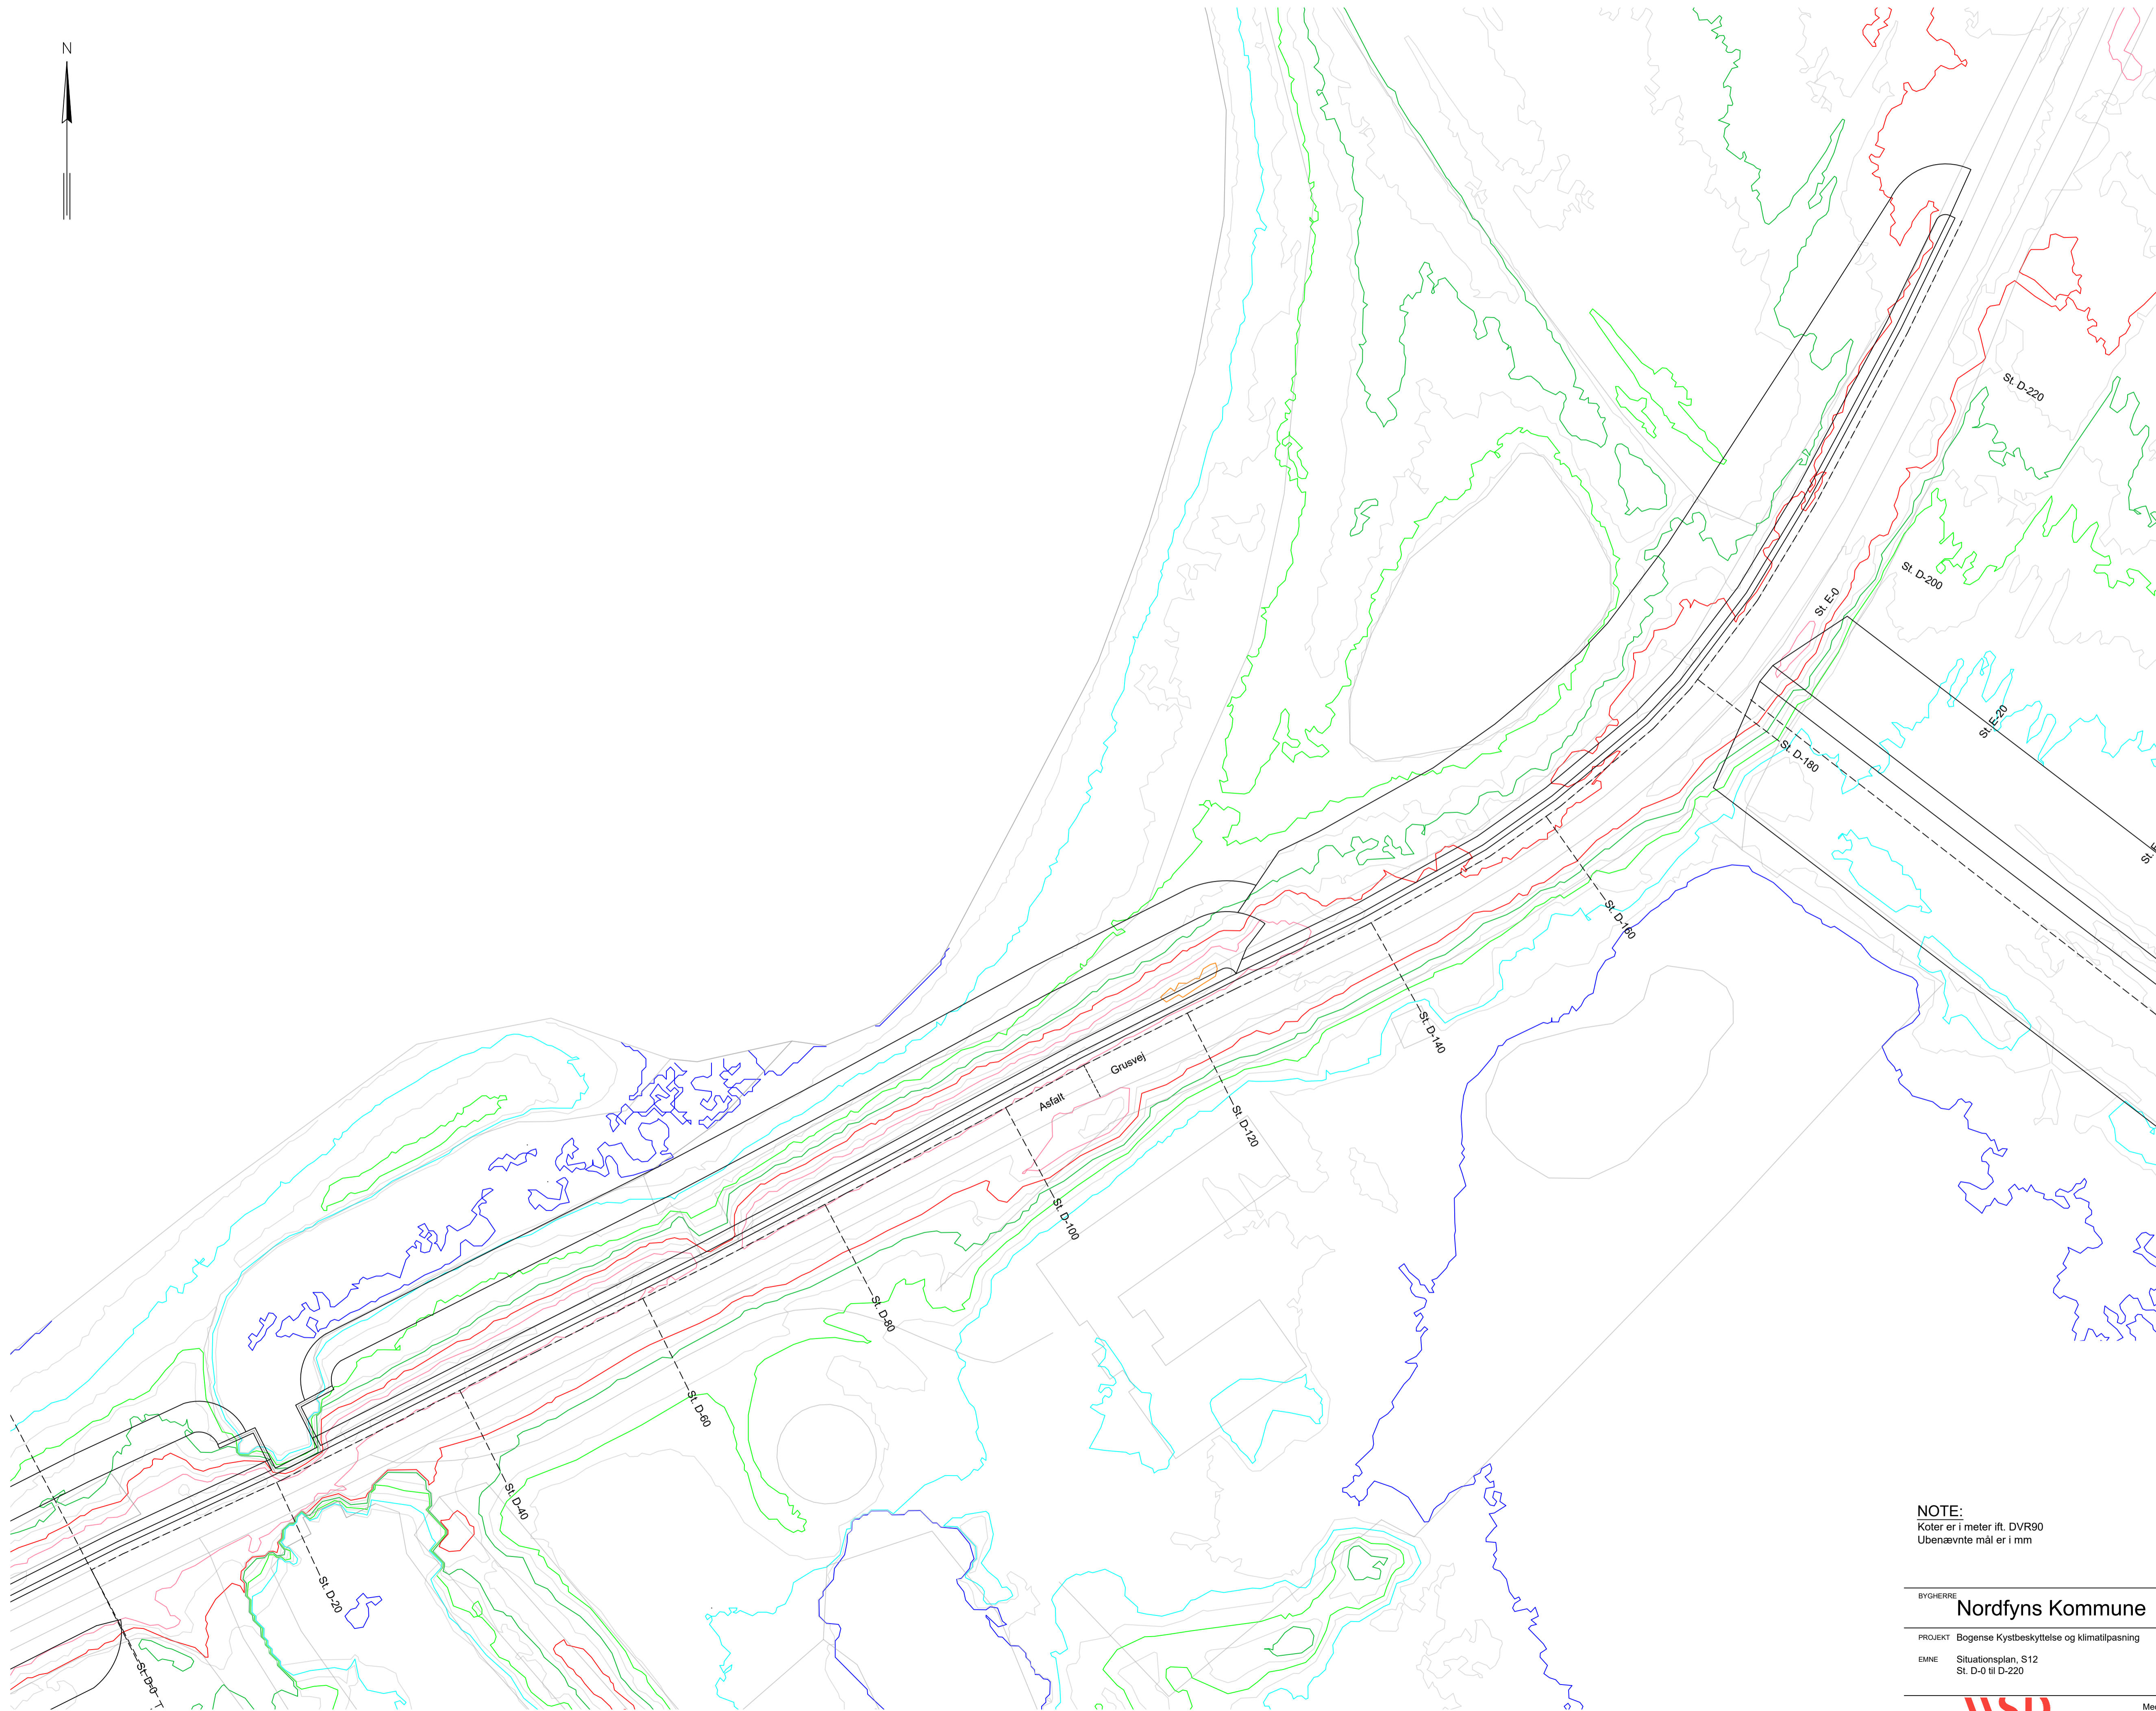 N
St. D-220
St. D-200
St. E-0
St. E-20
St. D-180
St. D-160
St. D-140
Grusvej
Asfalt
St. D-120
St. D-100
St. D-80
St. D-60
St. D-40
St. D-20
St. D-0
NOTE:
Koter er i meter ift. DVR90
Ubenævnte mål er i mm
BYGHERRE Nordfyns Kommune
PROJEKT Bogense Kystbeskyttelse og klimatilpasning
EMNE Situationsplan, S12
St. D-0 til D-220